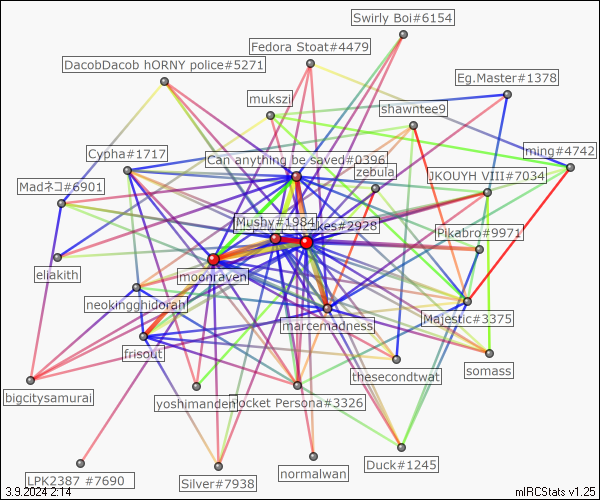 Swirly Boi#6154
Fedora Stoat#4479
DacobDacob hORNY police#5271
Eg.Master#1378
mukszil
shawntee9
ming#4742
Cypha#1717
Can anything be saved#0396
zebula
JKOUYH VIII#7034
Madネコ#6901
Mushy#1984
kes#2928
Pikabro#9971
eliakith
moonraven
neokingghidorah
marcemadness
Majestic#3375
frisout
somass
thesecondtwat
bigcitysamurai
yoshimanden
Pocket Persona#3326
Duck#1245
normalwan
LPK2387 #7690
Silver#7938
3.9.2024 2:14
mIRCStats v1.25